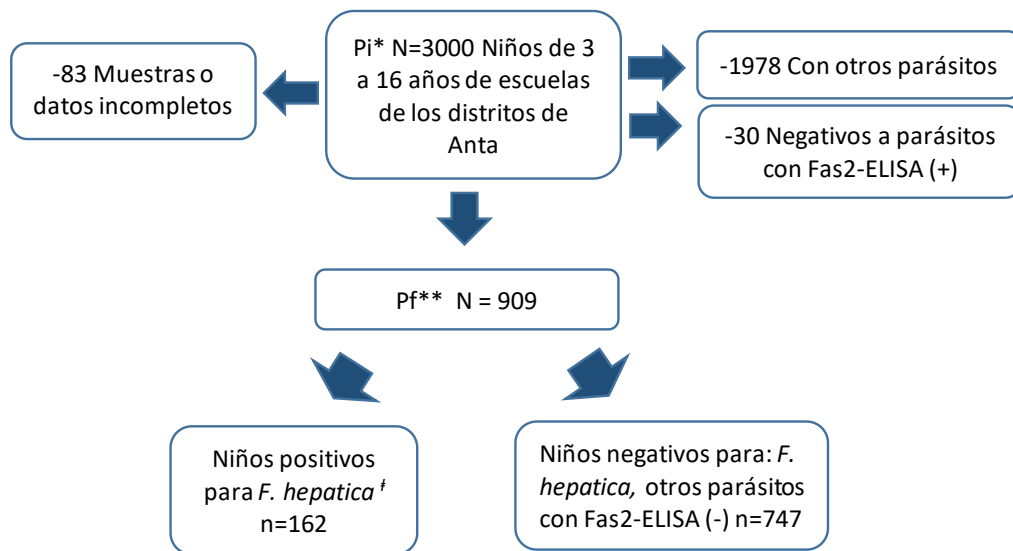 -83 Muestras o
datos incompletos
Pi* N=3000 Niños de 3
a 16 años de escuelas
de los distritos de
Anta
-1978 Con otros parásitos
-30 Negativos a parásitos
con Fas2-ELISA (+)
Pf** N = 909
Niños positivos
para F. hepatica ǂ
n=162
Niños negativos para: F.
hepatica, otros parásitos
con Fas2-ELISA (-) n=747